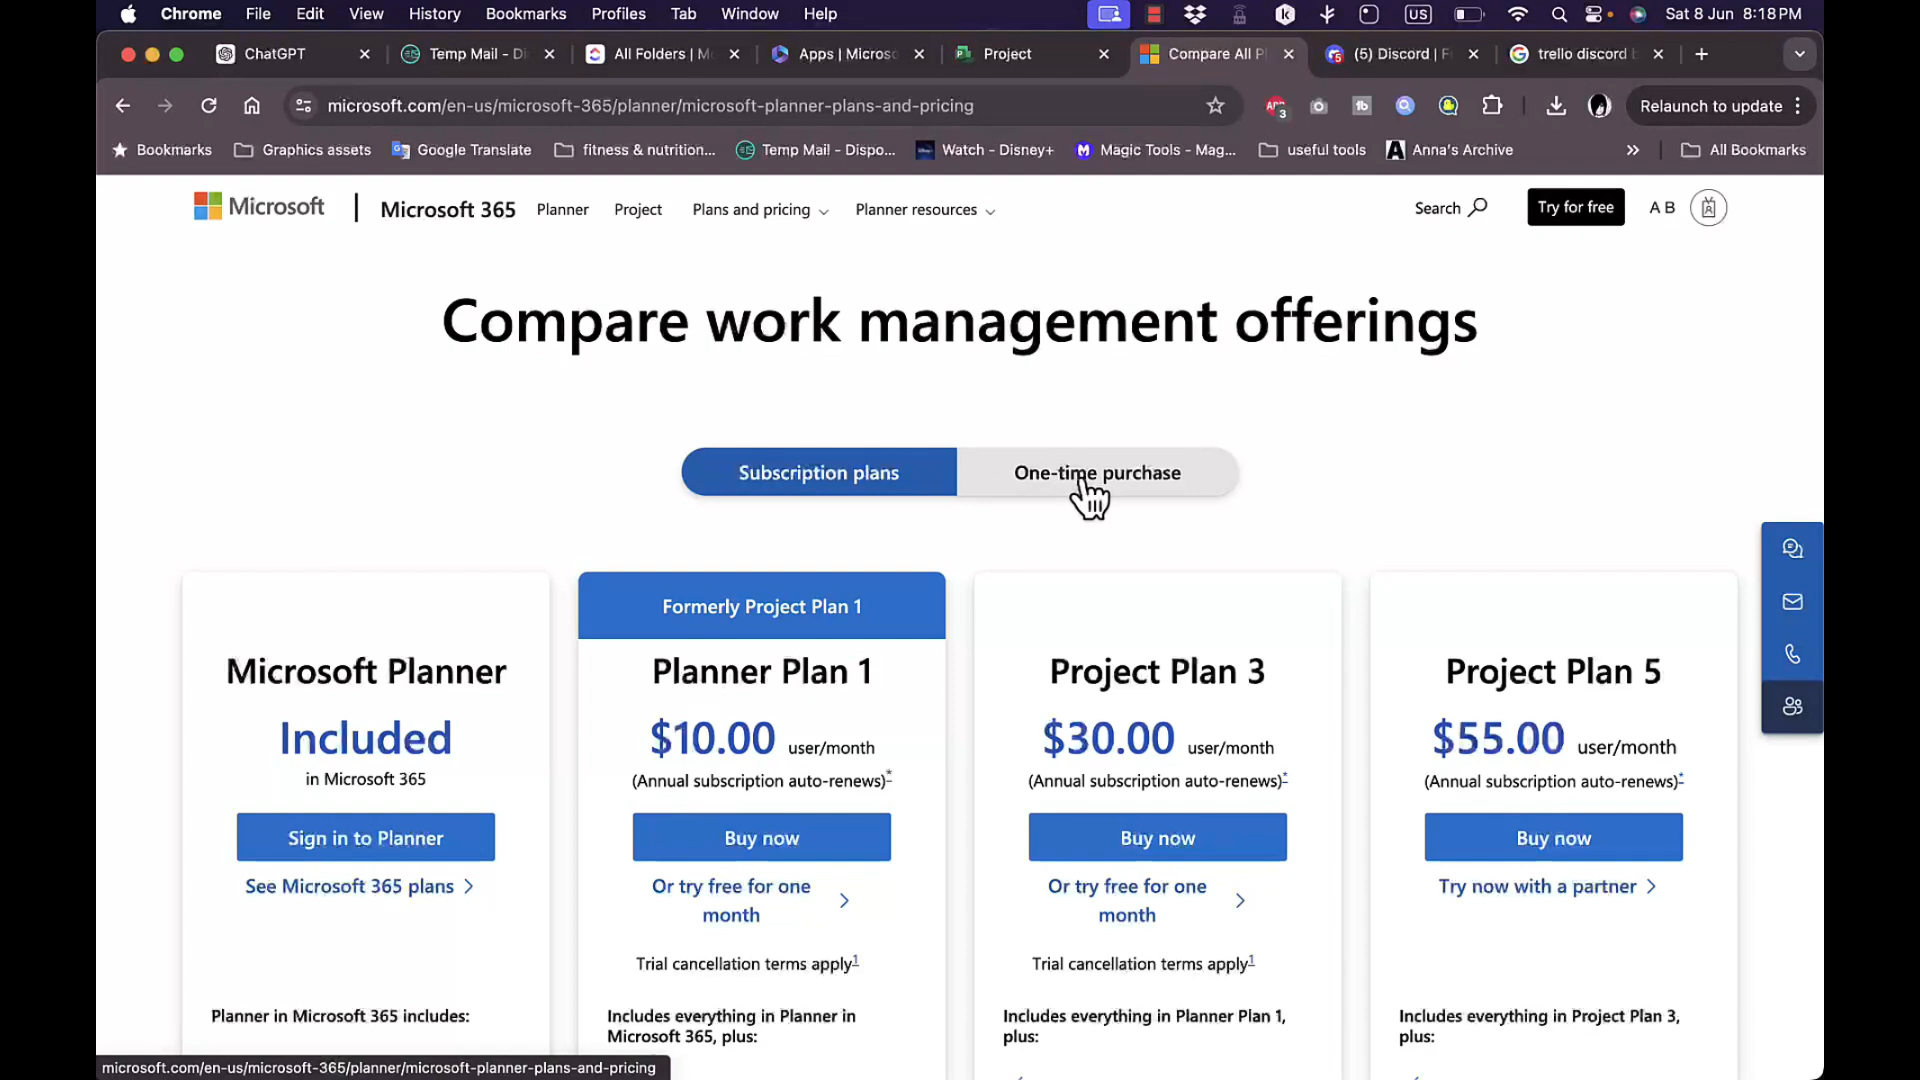 Chrome File Edit View History Bookmarks Profiles Tab Window Help US Sat 8 Jun 8:18 PM
ChatGPT Temp Mail - Di All Folders | M Apps | Microso Project Compare All P (5) Discord | F trello discord b
microsoft.com/en-us/microsoft-365/planner/microsoft-planner-plans-and-pricing 3 Relaunch to update
Bookmarks Graphics assets Google Translate fitness & nutrition... Temp Mail - Dispo... Watch - Disney+ Magic Tools - Mag... useful tools Anna's Archive All Bookmarks
Microsoft Microsoft 365 Planner Project Plans and pricing Planner resources Search Try for free A B
Compare work management offerings
Subscription plans One-time purchase
Formerly Project Plan 1
Microsoft Planner
Included
in Microsoft 365
Sign in to Planner
See Microsoft 365 plans
Planner in Microsoft 365 includes:
Planner Plan 1
$10.00 user/month
(Annual subscription auto-renews)*
Buy now
Or try free for one
month
Trial cancellation terms apply1
Includes everything in Planner in
Microsoft 365, plus:
Project Plan 3
$30.00 user/month
(Annual subscription auto-renews)*
Buy now
Or try free for one
month
Trial cancellation terms apply1
Includes everything in Planner Plan 1,
plus:
Project Plan 5
$55.00 user/month
(Annual subscription auto-renews)*
Buy now
Try now with a partner
Includes everything in Project Plan 3,
plus:
microsoft.com/en-us/microsoft-365/planner/microsoft-planner-plans-and-pricing